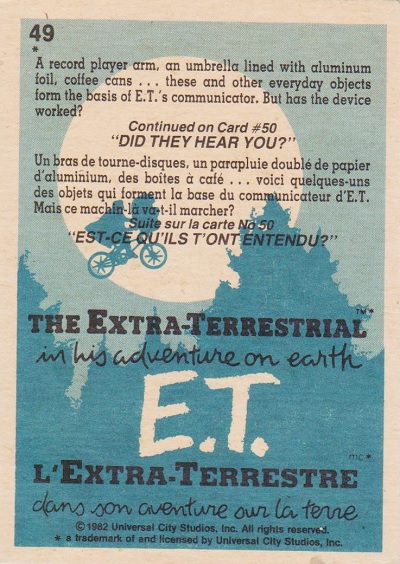 49
*
A record player arm, an umbrella lined with aluminum
foil, coffee cans . . . these and other everyday objects
form the basis of E.T.'s communicator. But has the device
worked?
Continued on Card #50
"DID THEY HEAR YOU?"
Un bras de tourne-disques, un parapluie doublé de papier
d'aluminium, des boîtes à café . . . voici quelques-uns
des objets qui forment la base du communicateur d'E.T.
Mais ce machin-là va-t-il marcher?
Suite sur la carte No 50
"EST-CE QU'ILS T'ONT ENTENDU?"
THE EXTRA-TERRESTRIAL™*
in his adventure on earth
E.T.
mc*
L'EXTRA-TERRESTRE
dans son aventure sur la terre
©1982 Universal City Studios, Inc. All rights reserved.
* a trademark of and licensed by Universal City Studios, Inc.